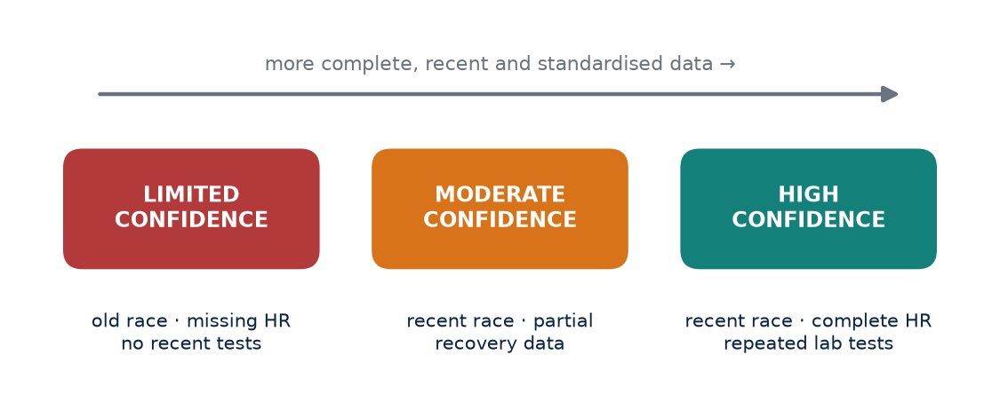 more complete, recent and standardised data →
LIMITED
CONFIDENCE
MODERATE
CONFIDENCE
HIGH
CONFIDENCE
old race · missing HR
no recent tests
recent race · partial
recovery data
recent race · complete HR
repeated lab tests